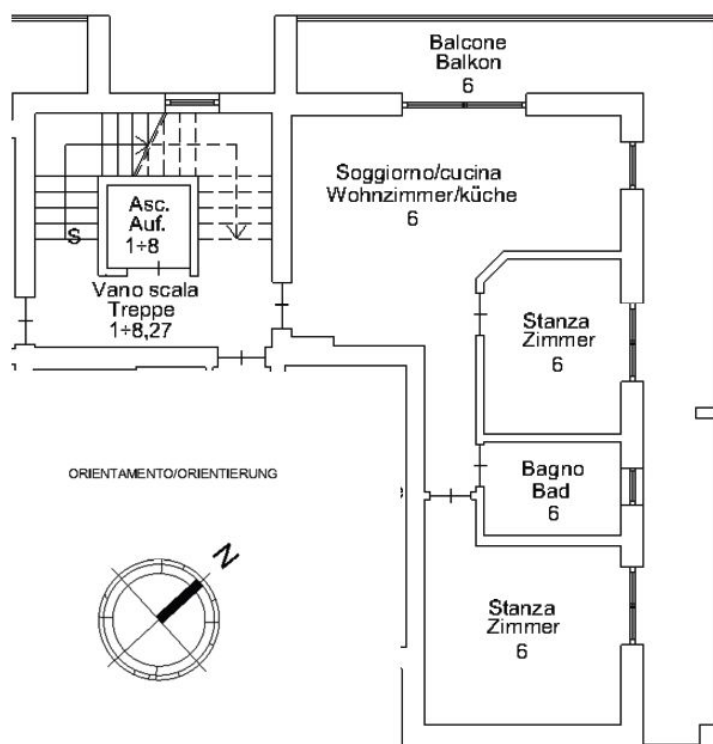 Balcone
Balkon
6
Soggiorno/cucina
Wohnzimmer/küche
6
Asc.
Auf.
1÷8
S
Vano scala
Treppe
1÷8,27
Stanza
Zimmer
6
ORIENTAMENTO/ORIENTIERUNG
N
Bagno
Bad
6
Stanza
Zimmer
6